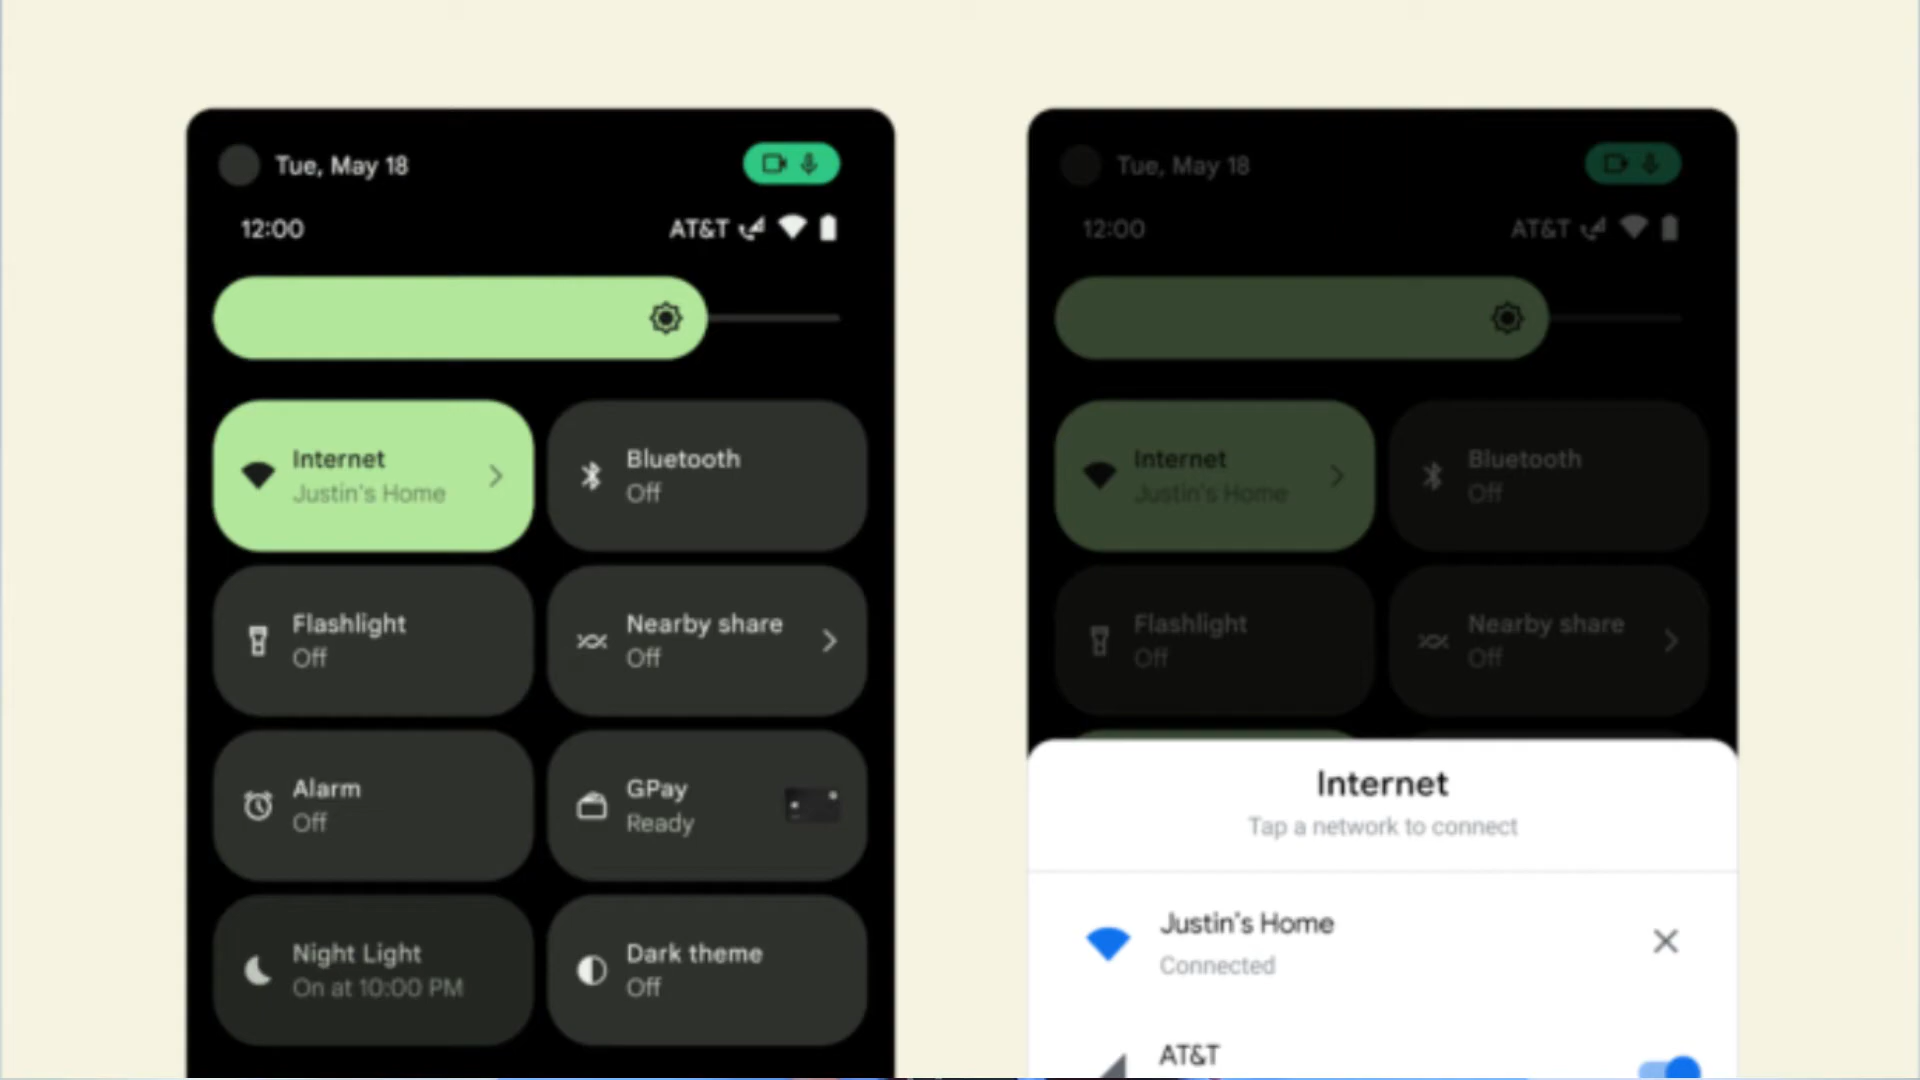 Tue, May 18
12:00
AT&T
Internet
Justin's Home
Bluetooth
Off
Flashlight
Off
Nearby share
Off
Alarm
Off
GPay
Ready
Night Light
On at 10:00 PM
Dark theme
Off
Tue, May 18
12:00
AT&T
Internet
Justin's Home
Bluetooth
Off
Flashlight
Off
Nearby share
Off
Internet
Tap a network to connect
Justin's Home
Connected
AT&T